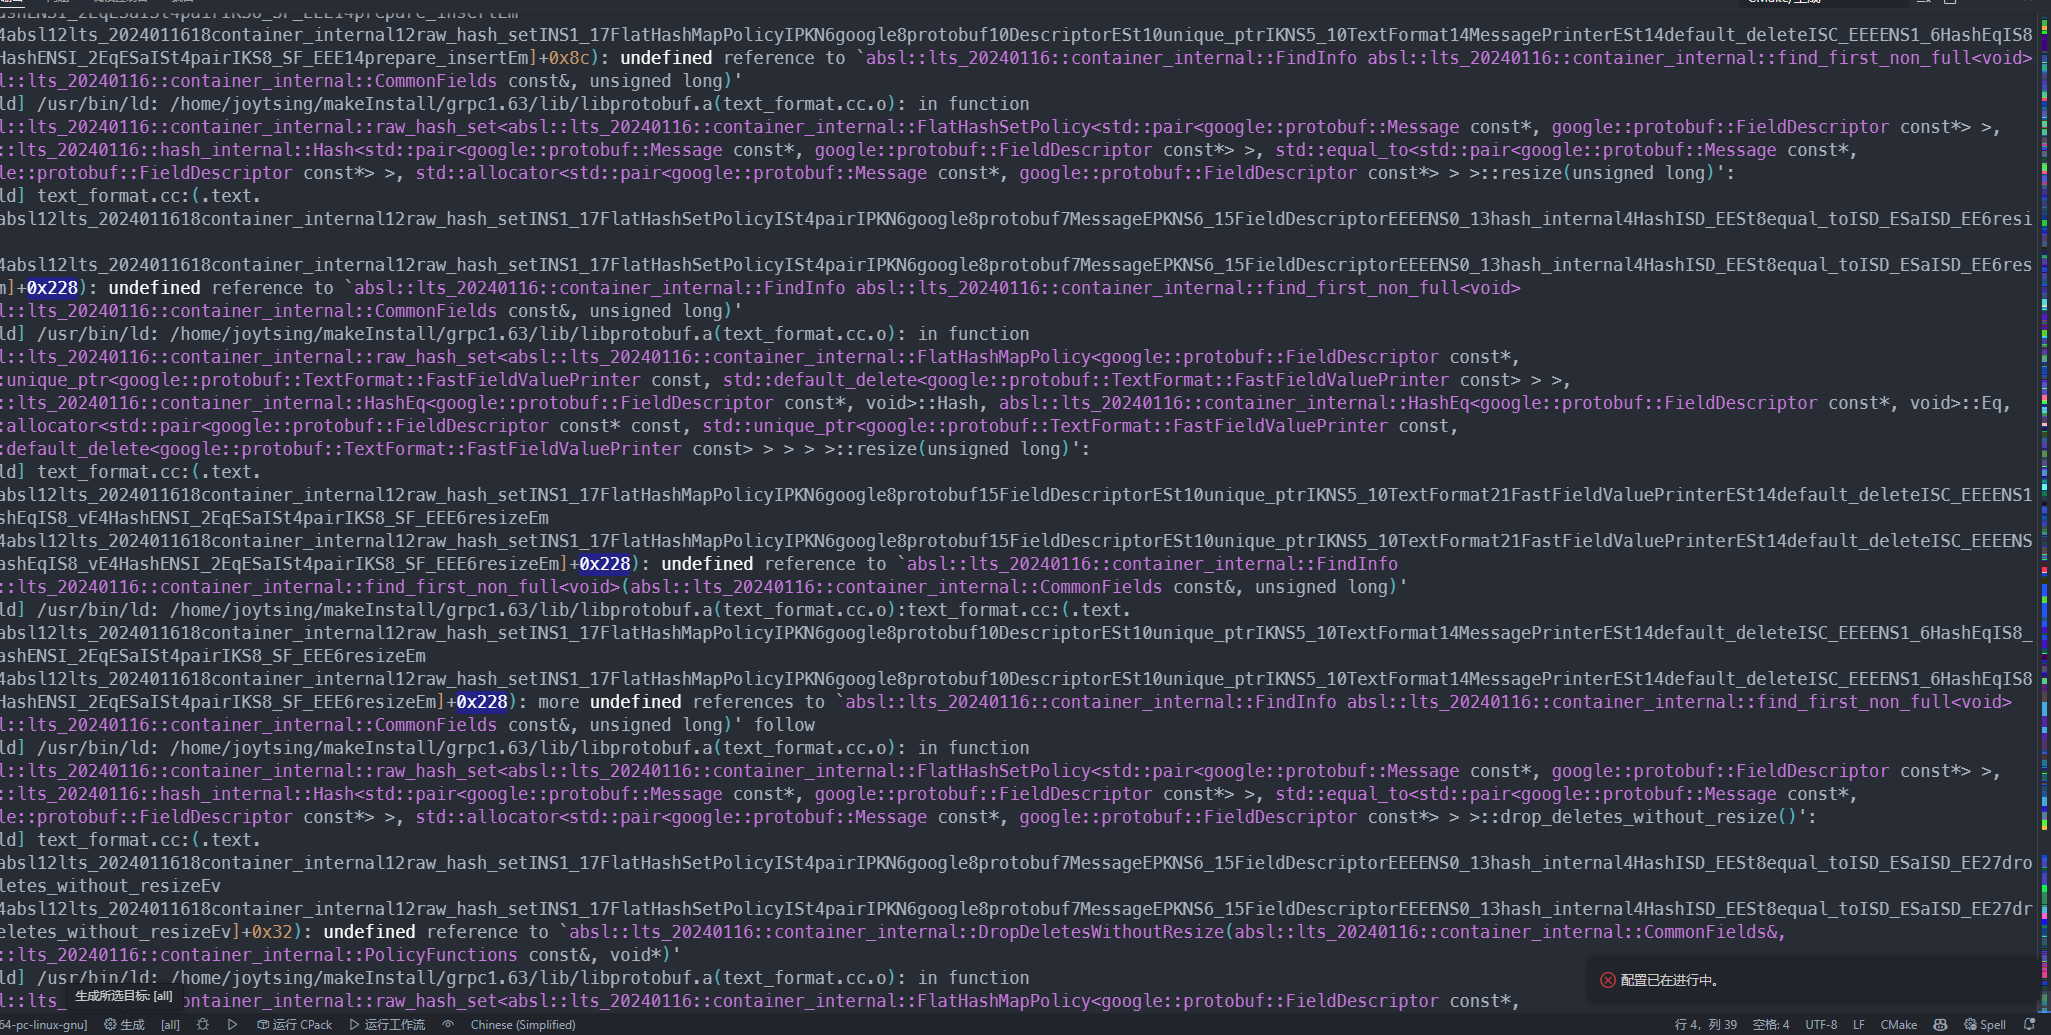 4absl12lts_2024011618container_internal12raw_hash_setINS1_17FlatHashMapPolicyIPKN6google8protobuf10DescriptorESt10unique_ptrIKNS5_10TextFormat14MessagePrinterESt14default_deleteISC_EEEENS1_6HashEqIS8
HashENSI_2EqESaISt4pairIKS8_SF_EEE14prepare_insertEm]+0x8c): undefined reference to `absl::lts_20240116::container_internal::FindInfo absl::lts_20240116::container_internal::find_first_non_full<void>
l::lts_20240116::container_internal::CommonFields const&, unsigned long)'
ld] /usr/bin/ld: /home/joytsing/makeInstall/grpc1.63/lib/libprotobuf.a(text_format.cc.o): in function
l::lts_20240116::container_internal::raw_hash_set<absl::lts_20240116::container_internal::FlatHashSetPolicy<std::pair<google::protobuf::Message const*, google::protobuf::FieldDescriptor const*> >,
::lts_20240116::hash_internal::Hash<std::pair<google::protobuf::Message const*, google::protobuf::FieldDescriptor const*> >, std::equal_to<std::pair<google::protobuf::Message const*,
le::protobuf::FieldDescriptor const*> >, std::allocator<std::pair<google::protobuf::Message const*, google::protobuf::FieldDescriptor const*> > >::resize(unsigned long)':
ld] text_format.cc:(.text.
absl12lts_2024011618container_internal12raw_hash_setINS1_17FlatHashSetPolicyISt4pairIPKN6google8protobuf7MessageEPKNS6_15FieldDescriptorEEEENS0_13hash_internal4HashISD_EESt8equal_toISD_ESaISD_EE6resi
4absl12lts_2024011618container_internal12raw_hash_setINS1_17FlatHashSetPolicyISt4pairIPKN6google8protobuf7MessageEPKNS6_15FieldDescriptorEEEENS0_13hash_internal4HashISD_EESt8equal_toISD_ESaISD_EE6res
m]+0x228): undefined reference to `absl::lts_20240116::container_internal::FindInfo absl::lts_20240116::container_internal::find_first_non_full<void>
l::lts_20240116::container_internal::CommonFields const&, unsigned long)'
ld] /usr/bin/ld: /home/joytsing/makeInstall/grpc1.63/lib/libprotobuf.a(text_format.cc.o): in function
l::lts_20240116::container_internal::raw_hash_set<absl::lts_20240116::container_internal::FlatHashMapPolicy<google::protobuf::FieldDescriptor const*,
:unique_ptr<google::protobuf::TextFormat::FastFieldValuePrinter const, std::default_delete<google::protobuf::TextFormat::FastFieldValuePrinter const> > >,
::lts_20240116::container_internal::HashEq<google::protobuf::FieldDescriptor const*, void>::Hash, absl::lts_20240116::container_internal::HashEq<google::protobuf::FieldDescriptor const*, void>::Eq,
:allocator<std::pair<google::protobuf::FieldDescriptor const* const, std::unique_ptr<google::protobuf::TextFormat::FastFieldValuePrinter const,
:default_delete<google::protobuf::TextFormat::FastFieldValuePrinter const> > > > >::resize(unsigned long)':
ld] text_format.cc:(.text.
absl12lts_2024011618container_internal12raw_hash_setINS1_17FlatHashMapPolicyIPKN6google8protobuf15FieldDescriptorESt10unique_ptrIKNS5_10TextFormat21FastFieldValuePrinterESt14default_deleteISC_EEEENS1
shEqIS8_vE4HashENSI_2EqESaISt4pairIKS8_SF_EEE6resizeEm
4absl12lts_2024011618container_internal12raw_hash_setINS1_17FlatHashMapPolicyIPKN6google8protobuf15FieldDescriptorESt10unique_ptrIKNS5_10TextFormat21FastFieldValuePrinterESt14default_deleteISC_EEEENS
ashEqIS8_vE4HashENSI_2EqESaISt4pairIKS8_SF_EEE6resizeEm]+0x228): undefined reference to `absl::lts_20240116::container_internal::FindInfo
::lts_20240116::container_internal::find_first_non_full<void>(absl::lts_20240116::container_internal::CommonFields const&, unsigned long)'
ld] /usr/bin/ld: /home/joytsing/makeInstall/grpc1.63/lib/libprotobuf.a(text_format.cc.o):text_format.cc:(.text.
absl12lts_2024011618container_internal12raw_hash_setINS1_17FlatHashMapPolicyIPKN6google8protobuf10DescriptorESt10unique_ptrIKNS5_10TextFormat14MessagePrinterESt14default_deleteISC_EEEENS1_6HashEqIS8_
ashENSI_2EqESaISt4pairIKS8_SF_EEE6resizeEm
4absl12lts_2024011618container_internal12raw_hash_setINS1_17FlatHashMapPolicyIPKN6google8protobuf10DescriptorESt10unique_ptrIKNS5_10TextFormat14MessagePrinterESt14default_deleteISC_EEEENS1_6HashEqIS8
HashENSI_2EqESaISt4pairIKS8_SF_EEE6resizeEm]+0x228): more undefined references to `absl::lts_20240116::container_internal::FindInfo absl::lts_20240116::container_internal::find_first_non_full<void>
l::lts_20240116::container_internal::CommonFields const&, unsigned long)' follow
ld] /usr/bin/ld: /home/joytsing/makeInstall/grpc1.63/lib/libprotobuf.a(text_format.cc.o): in function
l::lts_20240116::container_internal::raw_hash_set<absl::lts_20240116::container_internal::FlatHashSetPolicy<std::pair<google::protobuf::Message const*, google::protobuf::FieldDescriptor const*> >,
::lts_20240116::hash_internal::Hash<std::pair<google::protobuf::Message const*, google::protobuf::FieldDescriptor const*> >, std::equal_to<std::pair<google::protobuf::Message const*,
le::protobuf::FieldDescriptor const*> >, std::allocator<std::pair<google::protobuf::Message const*, google::protobuf::FieldDescriptor const*> > >::drop_deletes_without_resize()':
ld] text_format.cc:(.text.
absl12lts_2024011618container_internal12raw_hash_setINS1_17FlatHashSetPolicyISt4pairIPKN6google8protobuf7MessageEPKNS6_15FieldDescriptorEEEENS0_13hash_internal4HashISD_EESt8equal_toISD_ESaISD_EE27dro
letes_without_resizeEv
4absl12lts_2024011618container_internal12raw_hash_setINS1_17FlatHashSetPolicyISt4pairIPKN6google8protobuf7MessageEPKNS6_15FieldDescriptorEEEENS0_13hash_internal4HashISD_EESt8equal_toISD_ESaISD_EE27dr
eletes_without_resizeEv]+0x32): undefined reference to `absl::lts_20240116::container_internal::DropDeletesWithoutResize(absl::lts_20240116::container_internal::CommonFields&,
::lts_20240116::container_internal::PolicyFunctions const&, void*)'
ld] /usr/bin/ld: /home/joytsing/makeInstall/grpc1.63/lib/libprotobuf.a(text_format.cc.o): in function
配置已在进行中。
生成所选目标: [all]
l::lts_ container_internal::raw_hash_set<absl::lts_20240116::container_internal::FlatHashMapPolicy<google::protobuf::FieldDescriptor const*,
64-pc-linux-gnu] 生成 [all] 运行 CPack 运行工作流 Chinese (Simplified) 行 4，列 39 空格: 4 UTF-8 LF CMake Spell